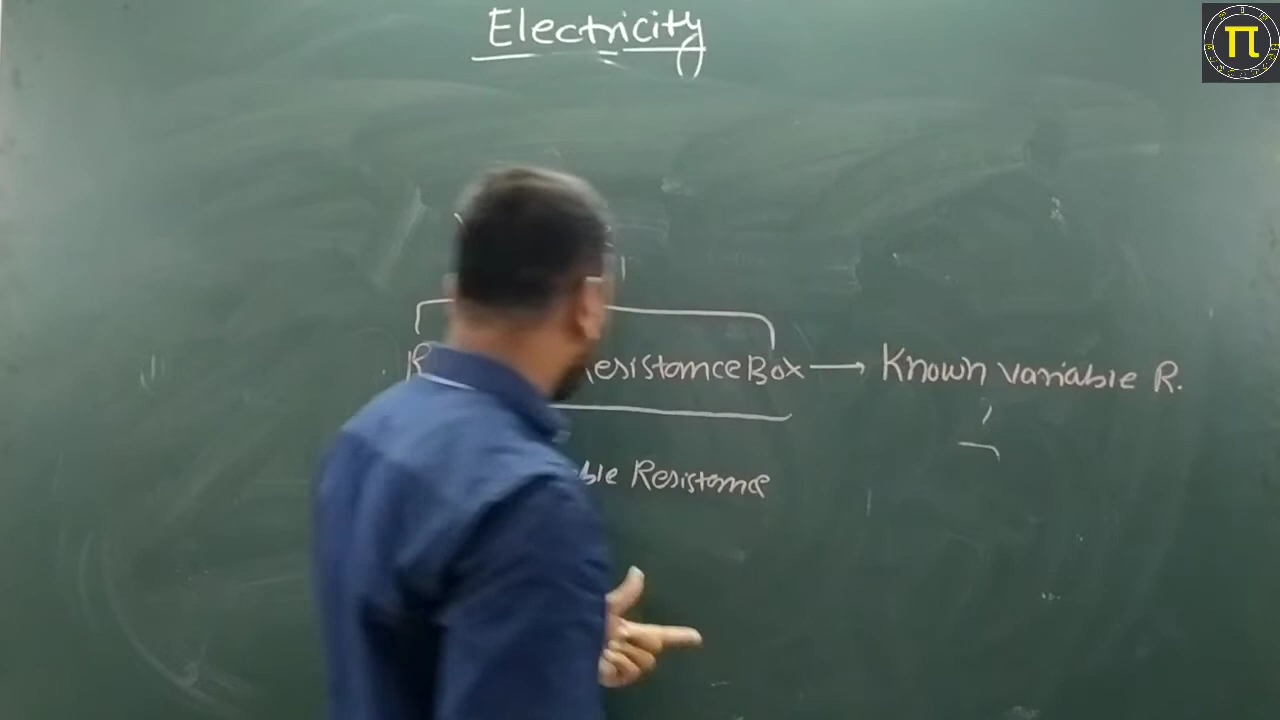 Electricity
π
R esistance Box → Known variable R.
ble Resistance